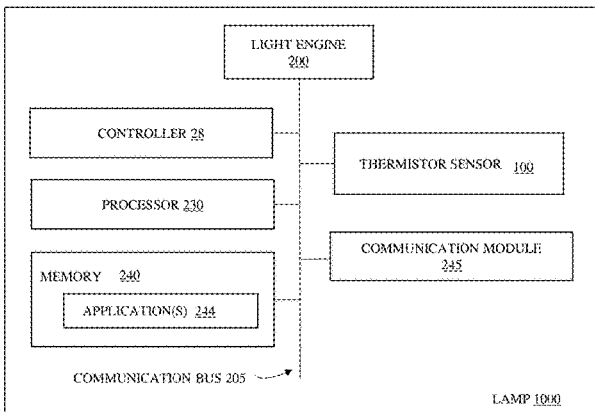 LIGHT ENGINE
200
CONTROLLER 28
THERMISTOR SENSOR 100
PROCESSOR 230
COMMUNICATION MODULE
245
MEMORY 240
APPLICATION(S) 244
COMMUNICATION BUS 205
LAMP 1000